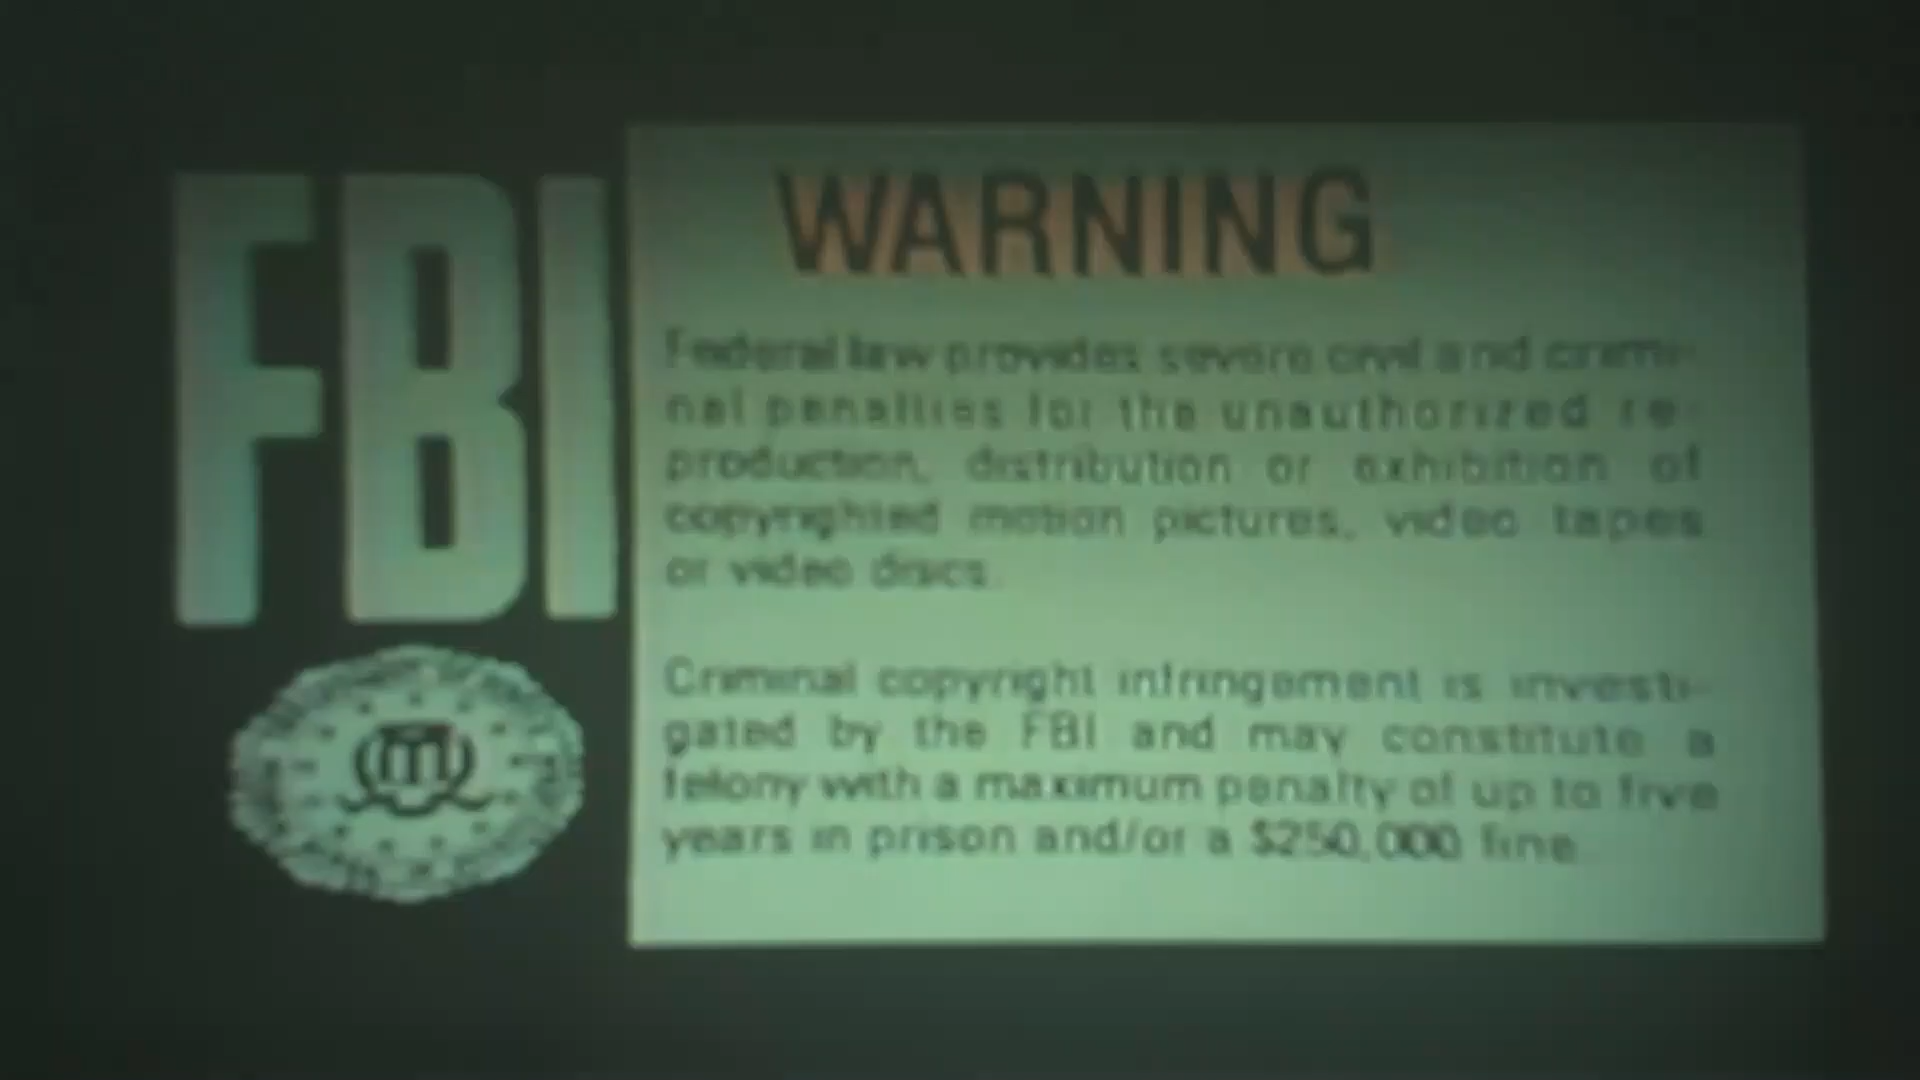 FBI
WARNING
Federal law provides severe civil and crimi-
nal penalties for the unauthorized re-
production, distribution or exhibition of
copyrighted motion pictures, video tapes
or video discs.
Criminal copyright infringement is investi-
gated by the FBI and may constitute a
felony with a maximum penalty of up to five
years in prison and/or a $250,000 fine